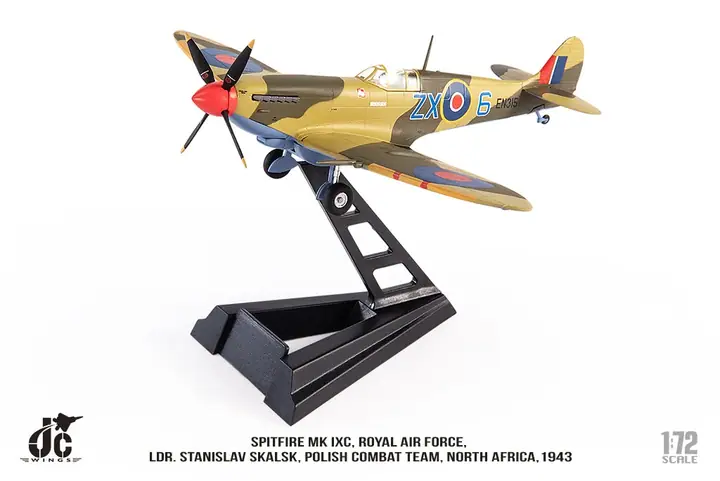 ZX 6 EN315
JC
WINGS
SPITFIRE MK IXC, ROYAL AIR FORCE,
LDR. STANISLAV SKALSK, POLISH COMBAT TEAM, NORTH AFRICA, 1943
1:72
SCALE